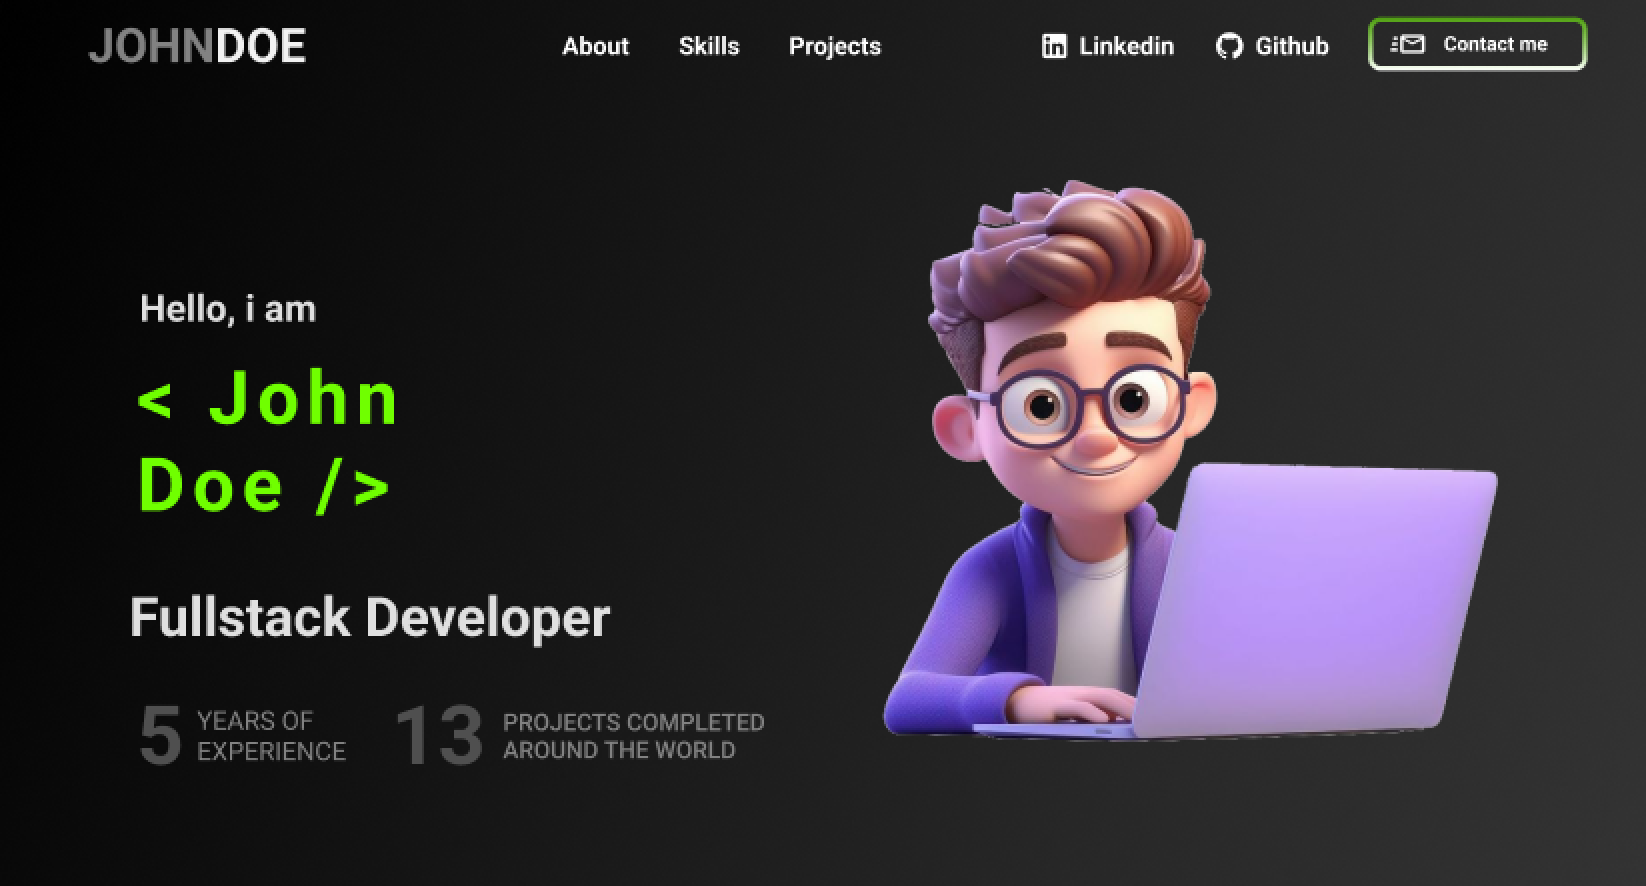 JOHNDOE
About
Skills
Projects
Linkedin
Github
Contact me
Hello, i am
< John
Doe />
Fullstack Developer
5
YEARS OF
EXPERIENCE
13
PROJECTS COMPLETED
AROUND THE WORLD